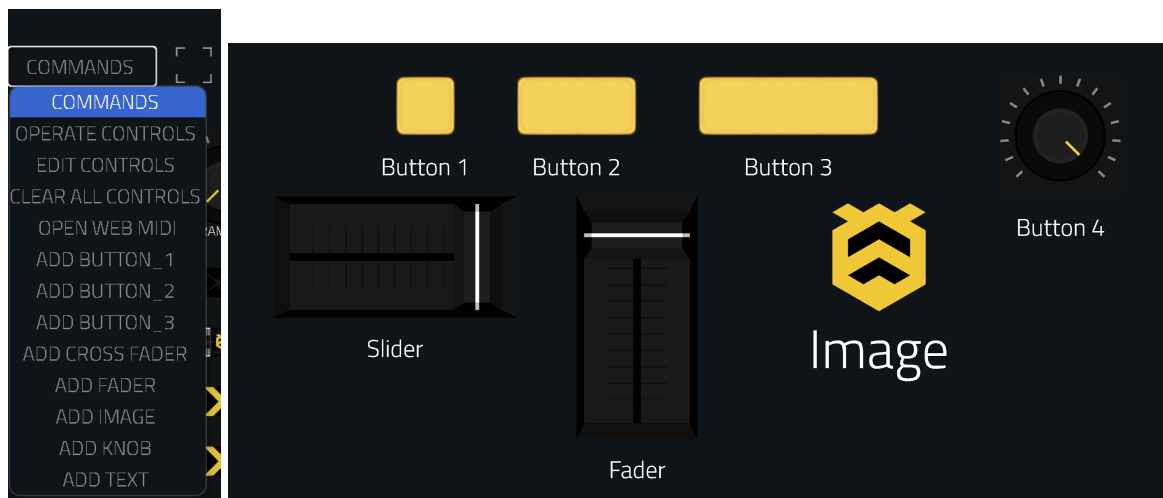 COMMANDS
COMMANDS
OPERATE CONTROLS
EDIT CONTROLS
CLEAR ALL CONTROLS
OPEN WEB MIDI
ADD BUTTON_1
ADD BUTTON_2
ADD BUTTON_3
ADD CROSS FADER
ADD FADER
ADD IMAGE
ADD KNOB
ADD TEXT
Button 1
Button 2
Button 3
Button 4
Slider
Image
Fader